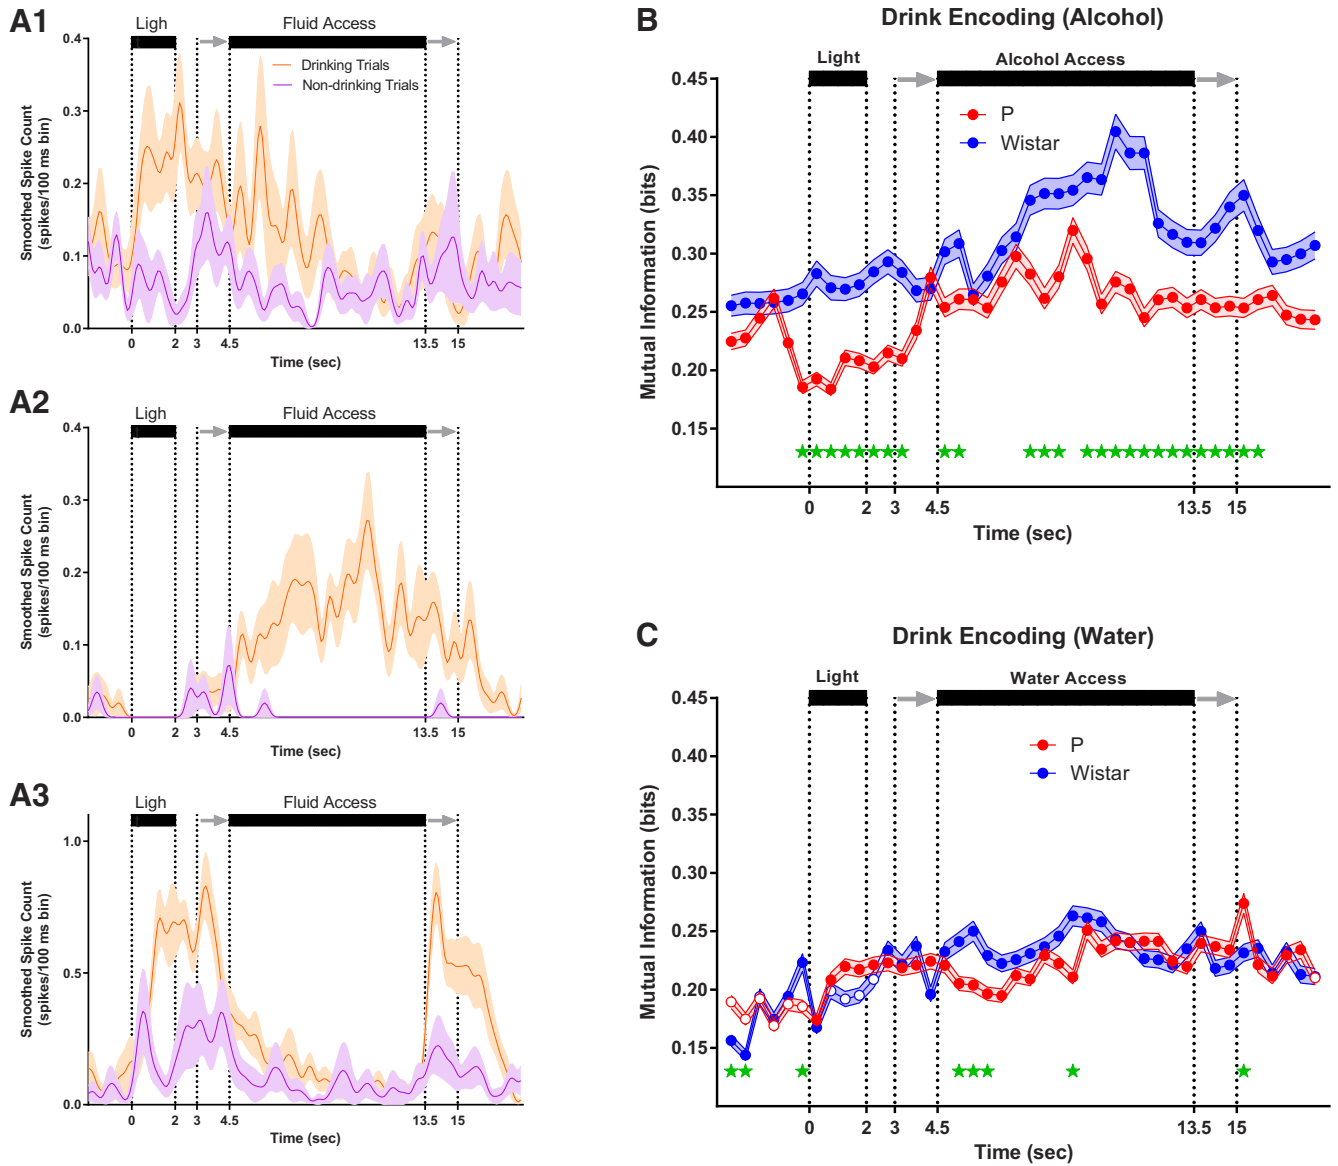 A1
Ligh
Fluid Access
Drinking Trials
Non-drinking Trials
Smoothed Spike Count
(spikes/100 ms bin)
0.4
0.3
0.2
0.1
0.0
0 2 3 4.5 13.5 15
Time (sec)
A2
Ligh
Fluid Access
Smoothed Spike Count
(spikes/100 ms bin)
0.4
0.3
0.2
0.1
0.0
0 2 3 4.5 13.5 15
Time (sec)
A3
Ligh
Fluid Access
Smoothed Spike Count
(spikes/100 ms bin)
1.0
0.5
0.0
0 2 3 4.5 13.5 15
Time (sec)
B
Drink Encoding (Alcohol)
Light
Alcohol Access
P
Wistar
Mutual Information (bits)
0.45
0.40
0.35
0.30
0.25
0.20
0.15
0 2 3 4.5 13.5 15
Time (sec)
C
Drink Encoding (Water)
Light
Water Access
P
Wistar
Mutual Information (bits)
0.45
0.40
0.35
0.30
0.25
0.20
0.15
0 2 3 4.5 13.5 15
Time (sec)